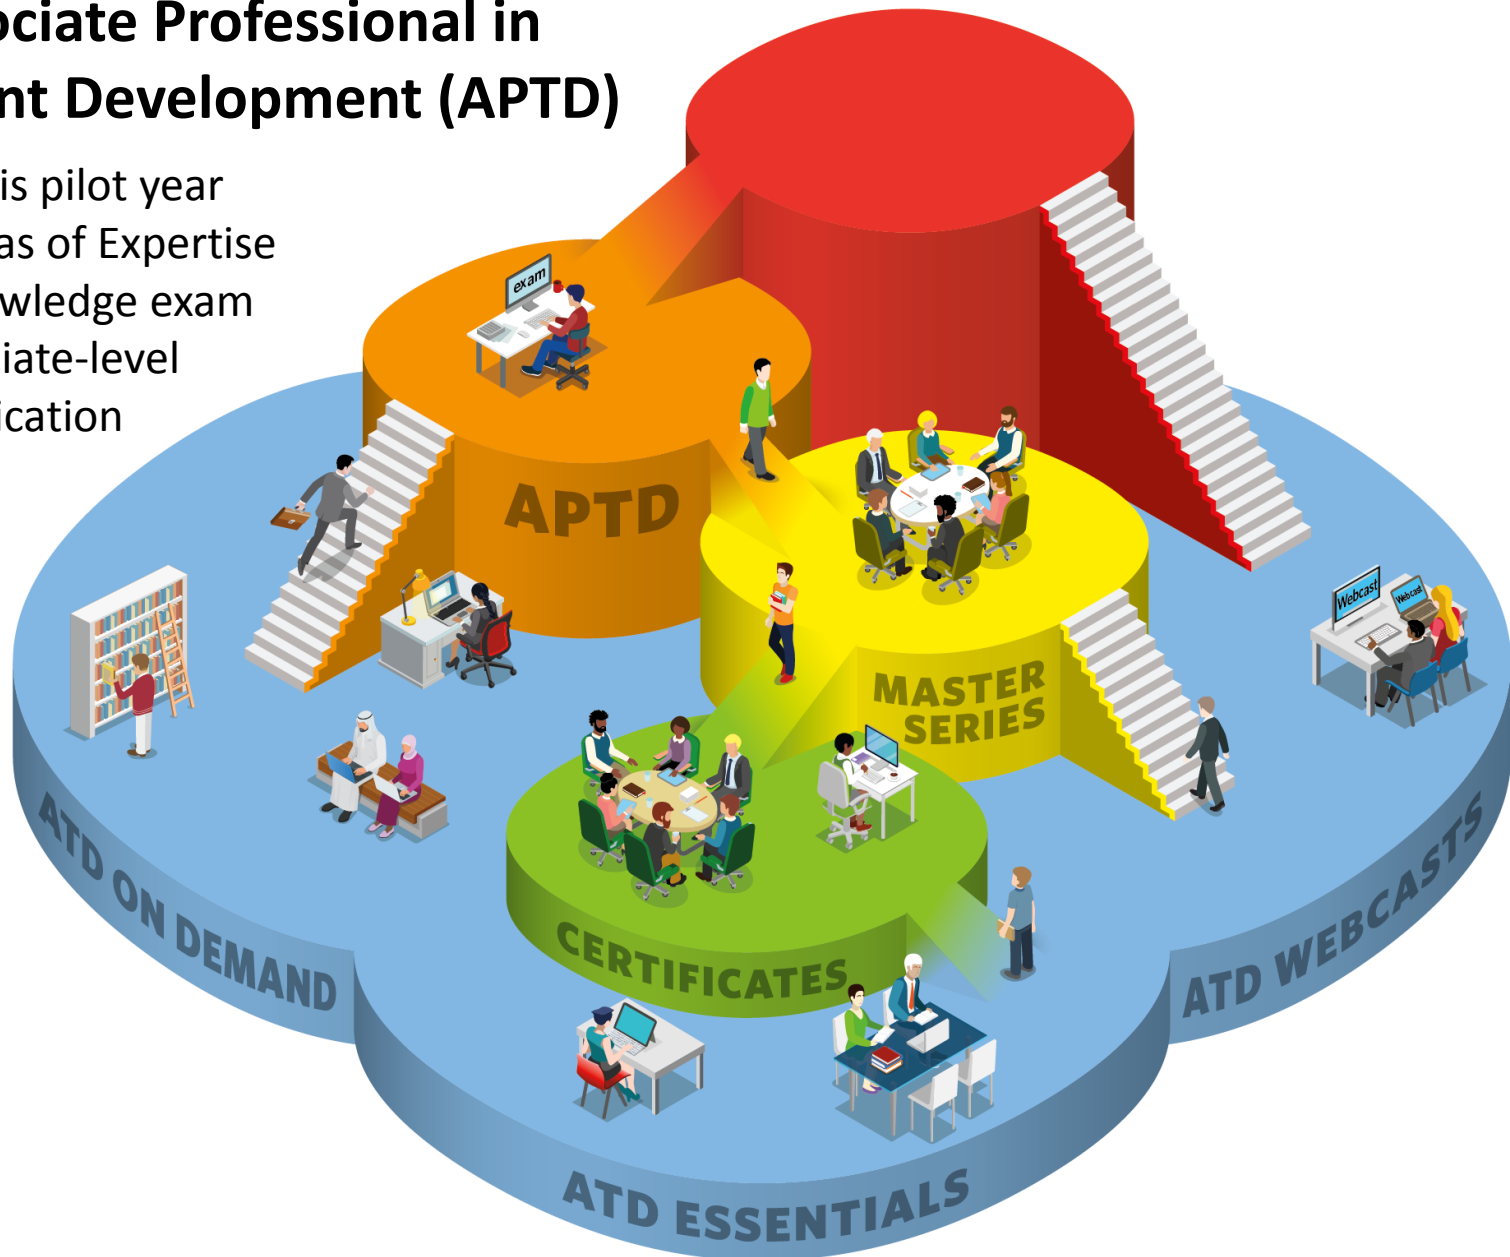 ociate Professional in
nt Development (APTD)
is pilot year
as of Expertise
wledge exam
iate-level
ication
exam
APTD
MASTER
SERIES
Webcast
Webcast
CERTIFICATES
ATD ON DEMAND
ATD WEBCASTS
ATD ESSENTIALS